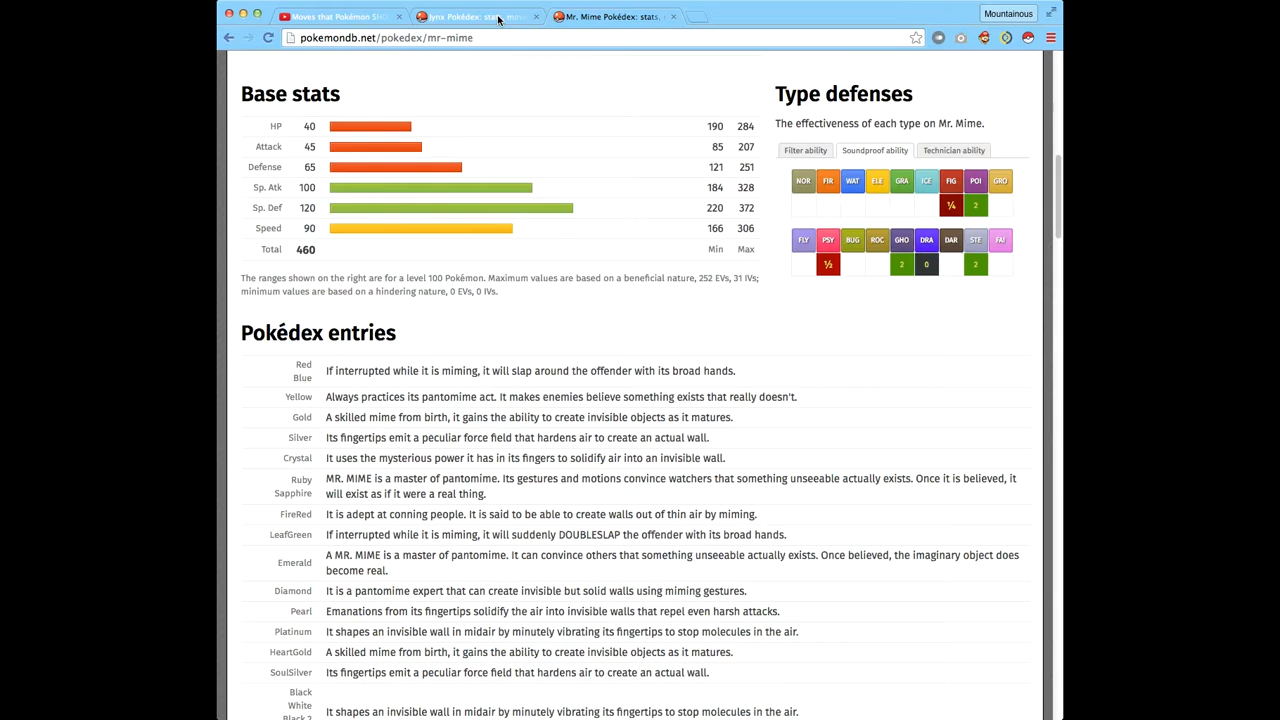 Moves that Pokémon SHO
Jynx Pokédex: stats, move
Mr. Mime Pokédex: stats,
Mountainous
pokemondb.net/pokedex/mr-mime
Base stats
HP 40 190 284
Attack 45 85 207
Defense 65 121 251
Sp. Atk 100 184 328
Sp. Def 120 220 372
Speed 90 166 306
Total 460 Min Max
The ranges shown on the right are for a level 100 Pokémon. Maximum values are based on a beneficial nature, 252 EVs, 31 IVs;
minimum values are based on a hindering nature, 0 EVs, 0 IVs.
Type defenses
The effectiveness of each type on Mr. Mime.
Filter ability Soundproof ability Technician ability
NOR FIR WAT ELE GRA ICE FIG POI GRO
¼ 2
FLY PSY BUG ROC GHO DRA DAR STE FAI
½ 2 0 2
Pokédex entries
Red
Blue
If interrupted while it is miming, it will slap around the offender with its broad hands.
Yellow Always practices its pantomime act. It makes enemies believe something exists that really doesn't.
Gold A skilled mime from birth, it gains the ability to create invisible objects as it matures.
Silver Its fingertips emit a peculiar force field that hardens air to create an actual wall.
Crystal It uses the mysterious power it has in its fingers to solidify air into an invisible wall.
Ruby
Sapphire
MR. MIME is a master of pantomime. Its gestures and motions convince watchers that something unseeable actually exists. Once it is believed, it
will exist as if it were a real thing.
FireRed It is adept at conning people. It is said to be able to create walls out of thin air by miming.
LeafGreen If interrupted while it is miming, it will suddenly DOUBLESLAP the offender with its broad hands.
Emerald
A MR. MIME is a master of pantomime. It can convince others that something unseeable actually exists. Once believed, the imaginary object does
become real.
Diamond It is a pantomime expert that can create invisible but solid walls using miming gestures.
Pearl Emanations from its fingertips solidify the air into invisible walls that repel even harsh attacks.
Platinum It shapes an invisible wall in midair by minutely vibrating its fingertips to stop molecules in the air.
HeartGold A skilled mime from birth, it gains the ability to create invisible objects as it matures.
SoulSilver Its fingertips emit a peculiar force field that hardens air to create an actual wall.
Black
White
Black 2
It shapes an invisible wall in midair by minutely vibrating its fingertips to stop molecules in the air.